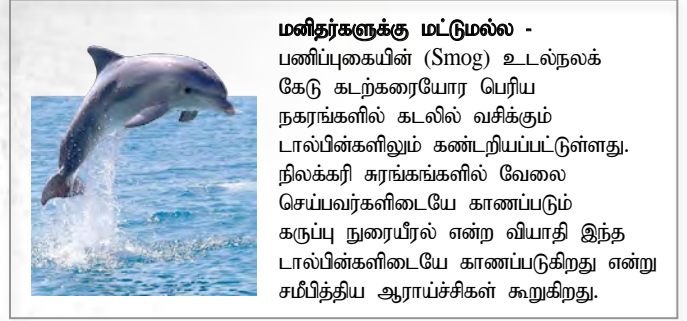 மனிதர்களுக்கு மட்டுமல்ல -
பணிப்புகையின் (Smog) உடல்நலக்
கேடு கடற்கரையோர பெரிய
நகரங்களில் கடலில் வசிக்கும்
டால்பின்களிலும் கண்டறியப்பட்டுள்ளது.
நிலக்கரி சுரங்கங்களில் வேலை
செய்பவர்களிடையே காணப்படும்
கருப்பு நுரையீரல் என்ற வியாதி இந்த
டால்பின்களிடையே காணப்படுகிறது என்று
சமீபித்திய ஆராய்ச்சிகள் கூறுகிறது.